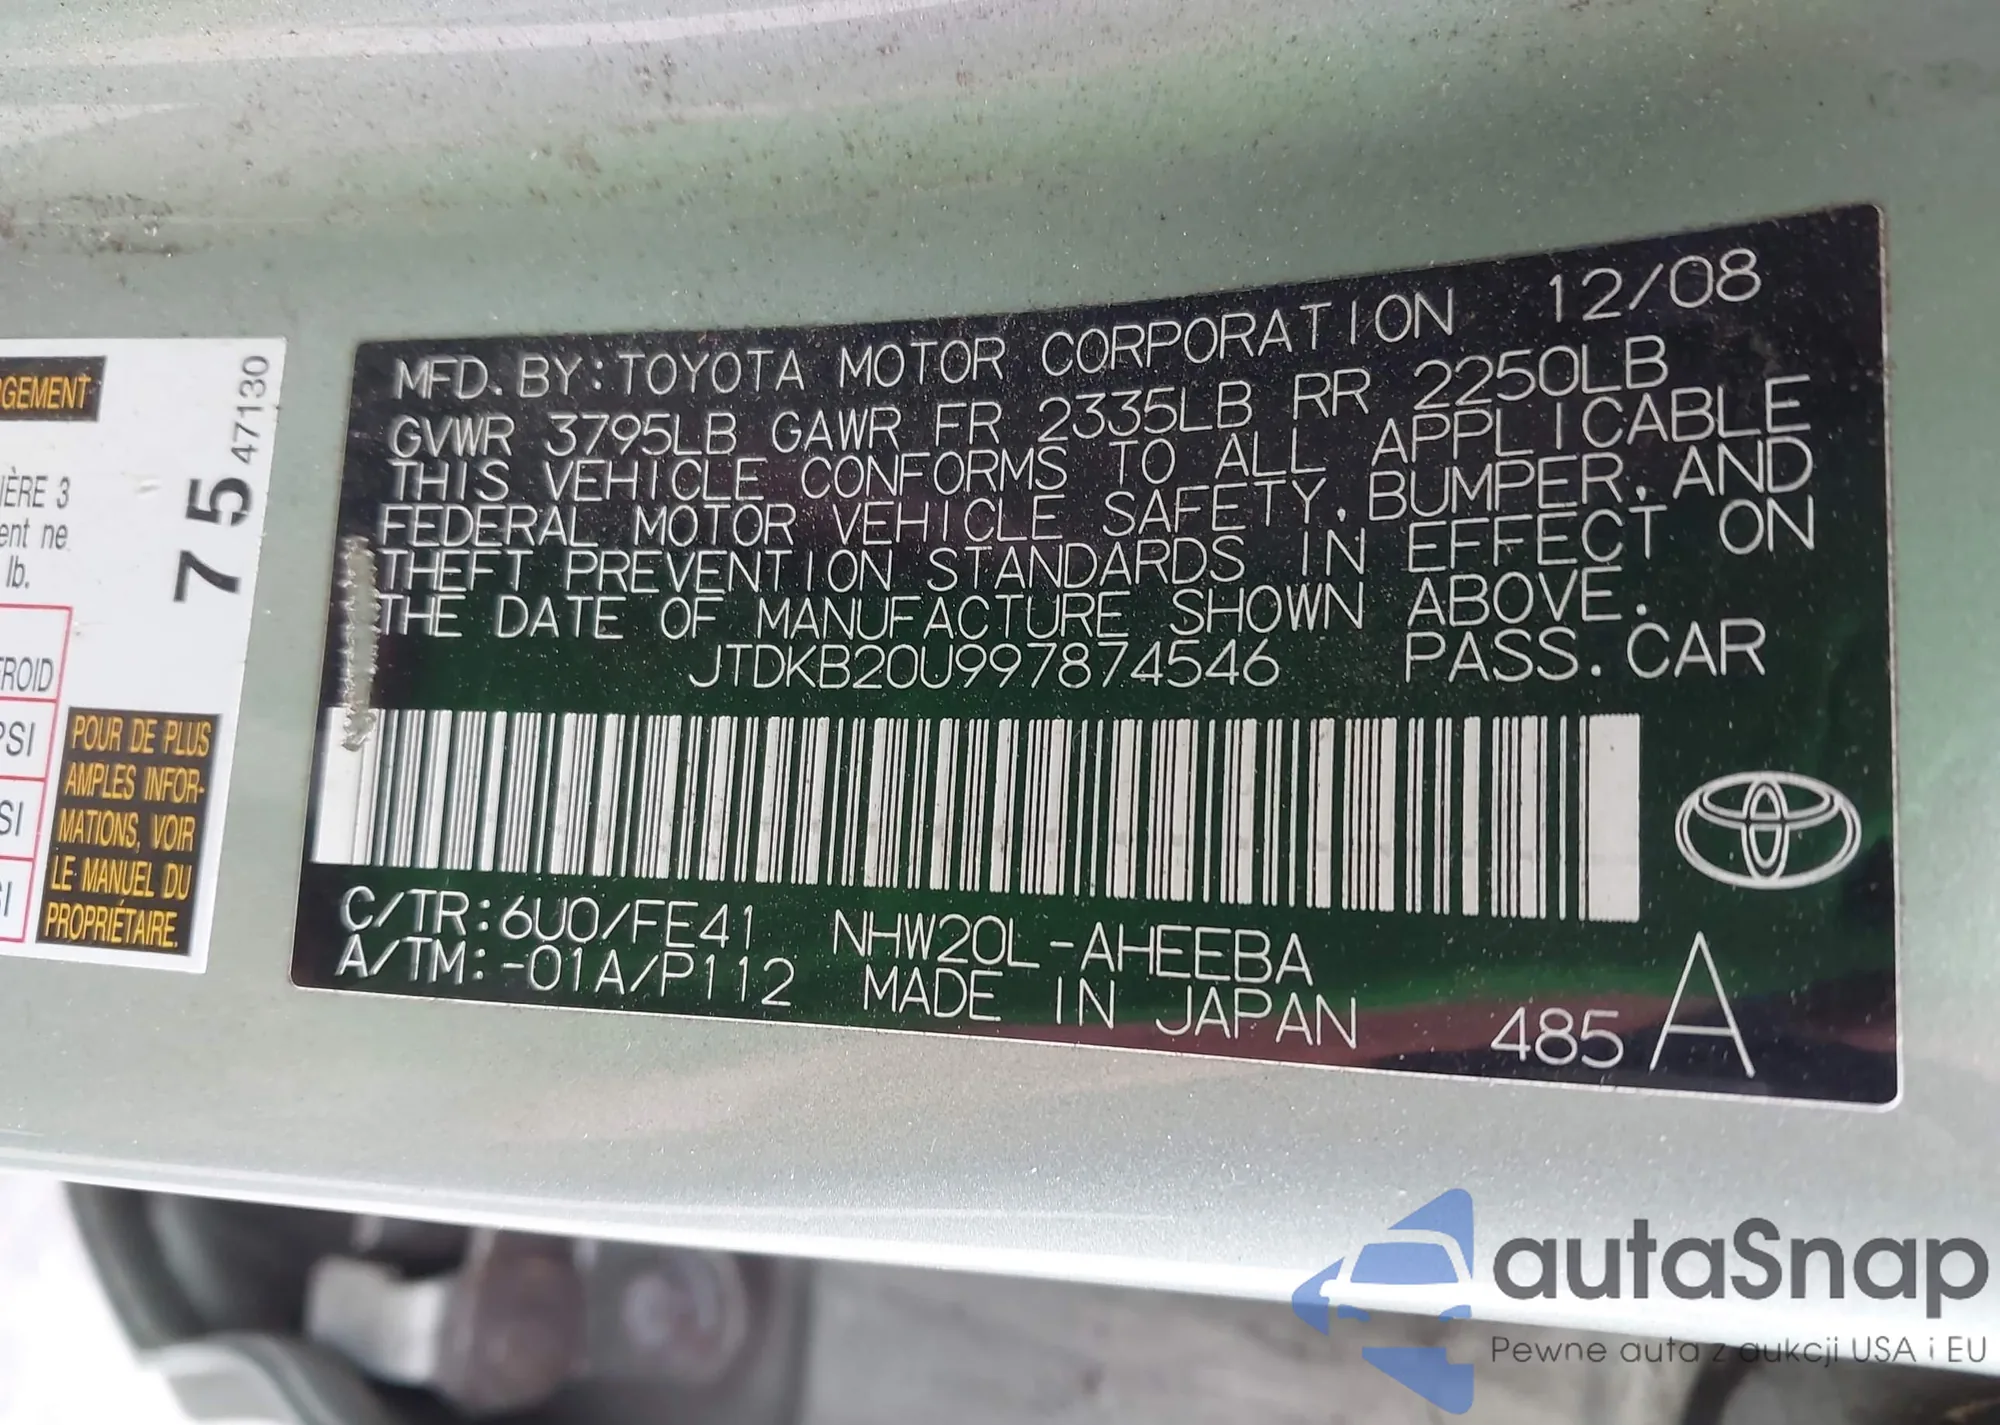 MFD. BY: TOYOTA MOTOR CORPORATION 12/08
GVWR 3795LB GAWR FR 2335LB RR 2250LB
THIS VEHICLE CONFORMS TO ALL APPLICABLE
FEDERAL MOTOR VEHICLE SAFETY, BUMPER, AND
THEFT PREVENTION STANDARDS IN EFFECT ON
THE DATE OF MANUFACTURE SHOWN ABOVE.
JTDKB20U997874546 PASS. CAR
C/TR: 6U0/FE41 NHW20L-AHEEBA
A/TM: -01A/P112 MADE IN JAPAN 485 A
RGEMENT
75 47130
IÈRE 3
ent ne
lb.
ROID
PSI
SI
SI
POUR DE PLUS
AMPLES INFOR-
MATIONS, VOIR
LE MANUEL DU
PROPRIÉTAIRE.
autaSnap
Pewne auta z aukcji USA i EU